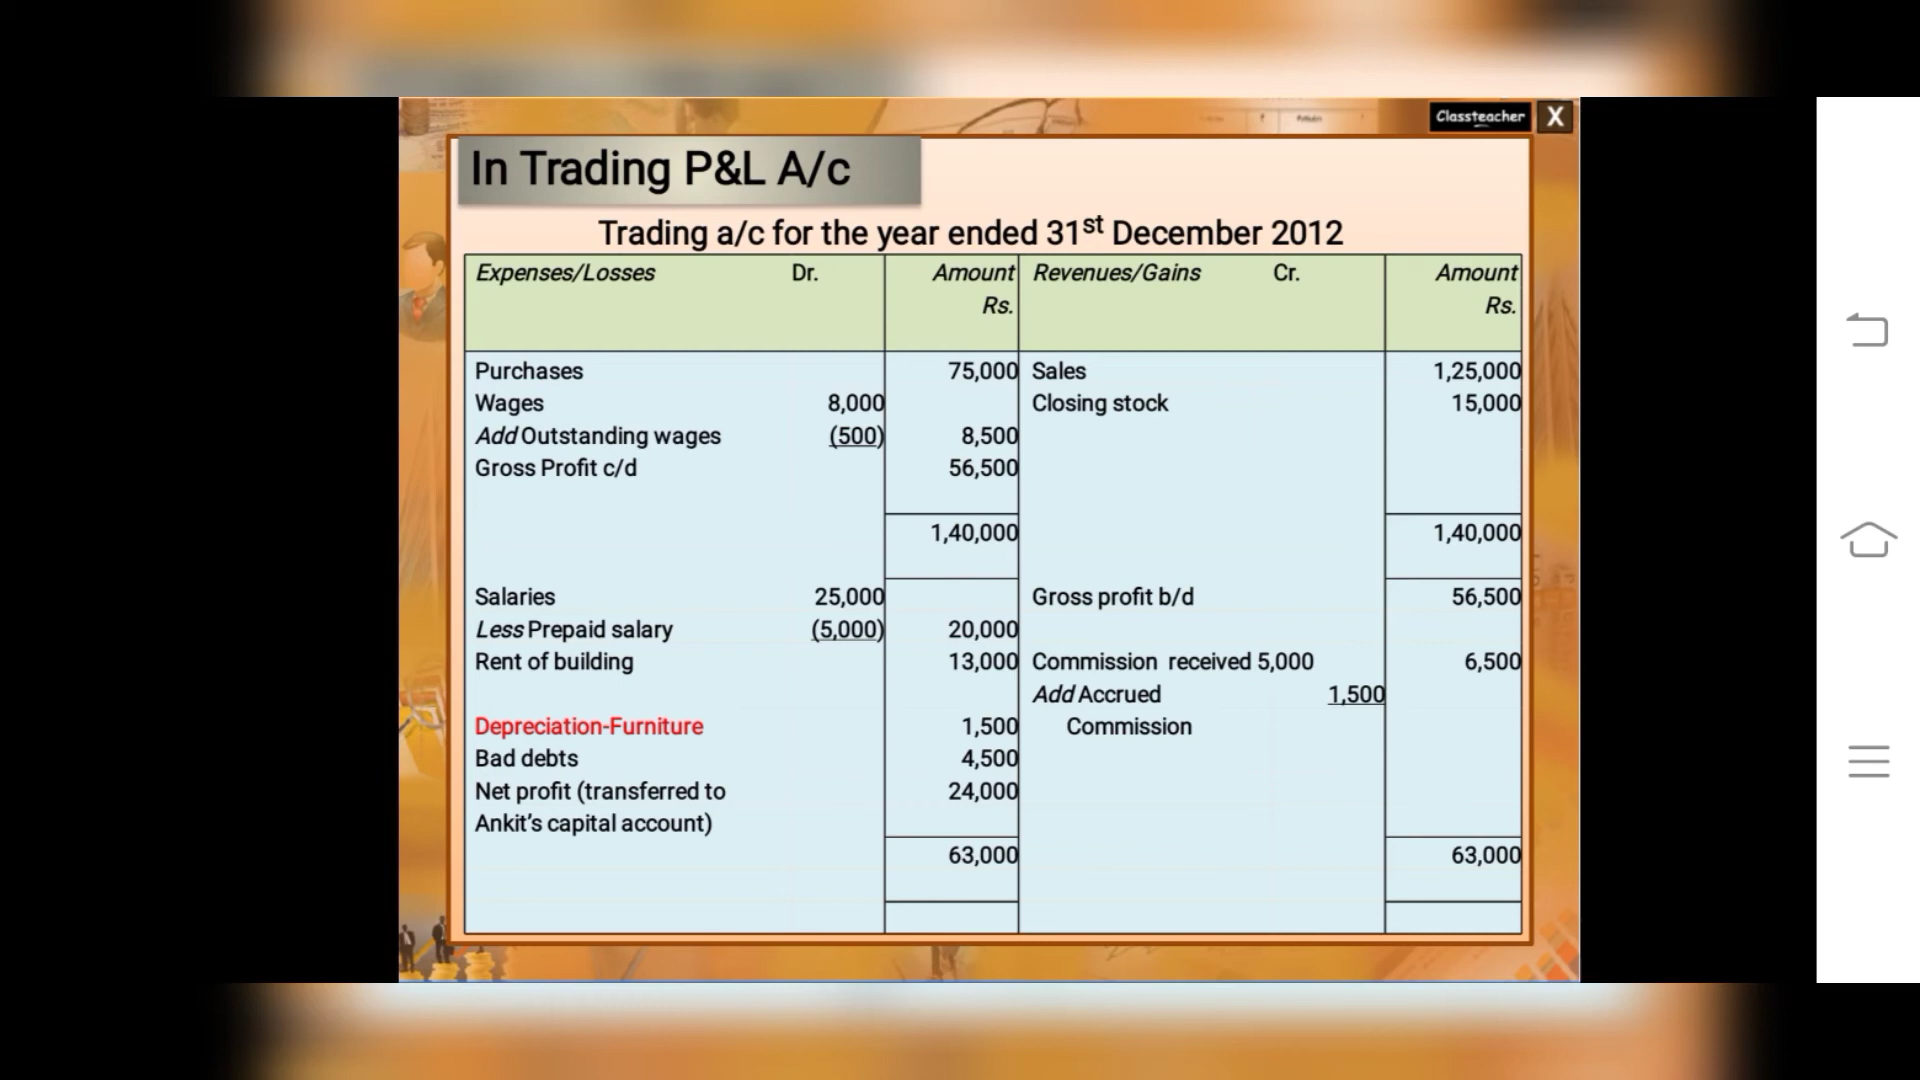 Classteacher X
In Trading P&L A/c
Trading a/c for the year ended 31st December 2012
Expenses/Losses Dr. Amount Revenues/Gains Cr. Amount
Rs. Rs.
Purchases 75,000 Sales 1,25,000
Wages 8,000 Closing stock 15,000
Add Outstanding wages (500) 8,500
Gross Profit c/d 56,500
1,40,000 1,40,000
Salaries 25,000 Gross profit b/d 56,500
Less Prepaid salary (5,000) 20,000
Rent of building 13,000 Commission received 5,000 6,500
Add Accrued 1,500
Depreciation-Furniture 1,500 Commission
Bad debts 4,500
Net profit (transferred to 24,000
Ankit's capital account)
63,000 63,000